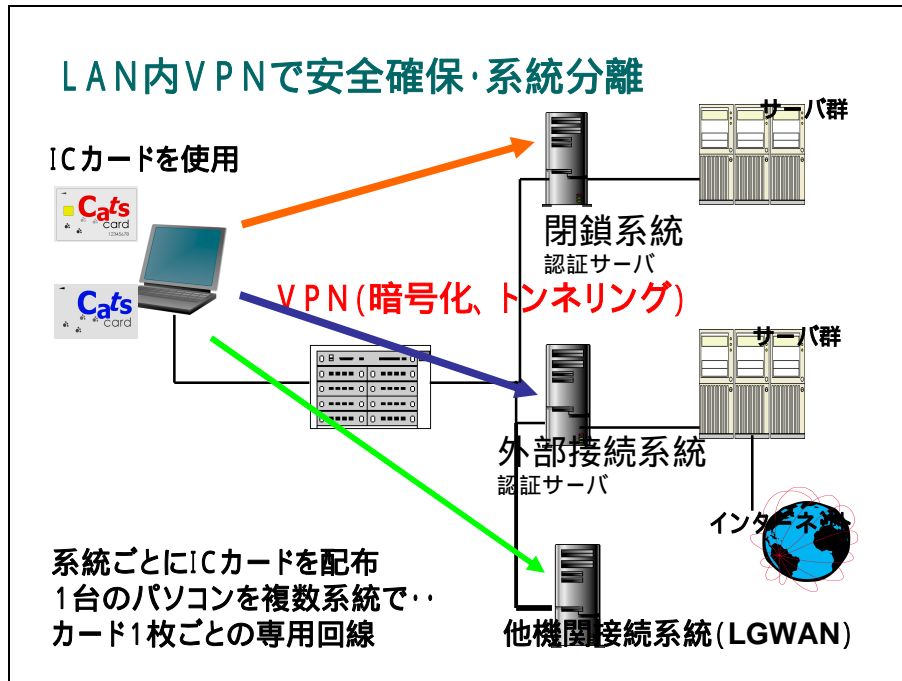 LAN内VPNで安全確保・系統分離
ICカードを使用
サーバ群
Cats
card
12345678
Cats
card
閉鎖系統
認証サーバ
VPN(暗号化、トンネリング)
サーバ群
外部接続系統
認証サーバ
インターネット
系統ごとにICカードを配布
1台のパソコンを複数系統で‥
カード1枚ごとの専用回線
他機関接続系統(LGWAN)